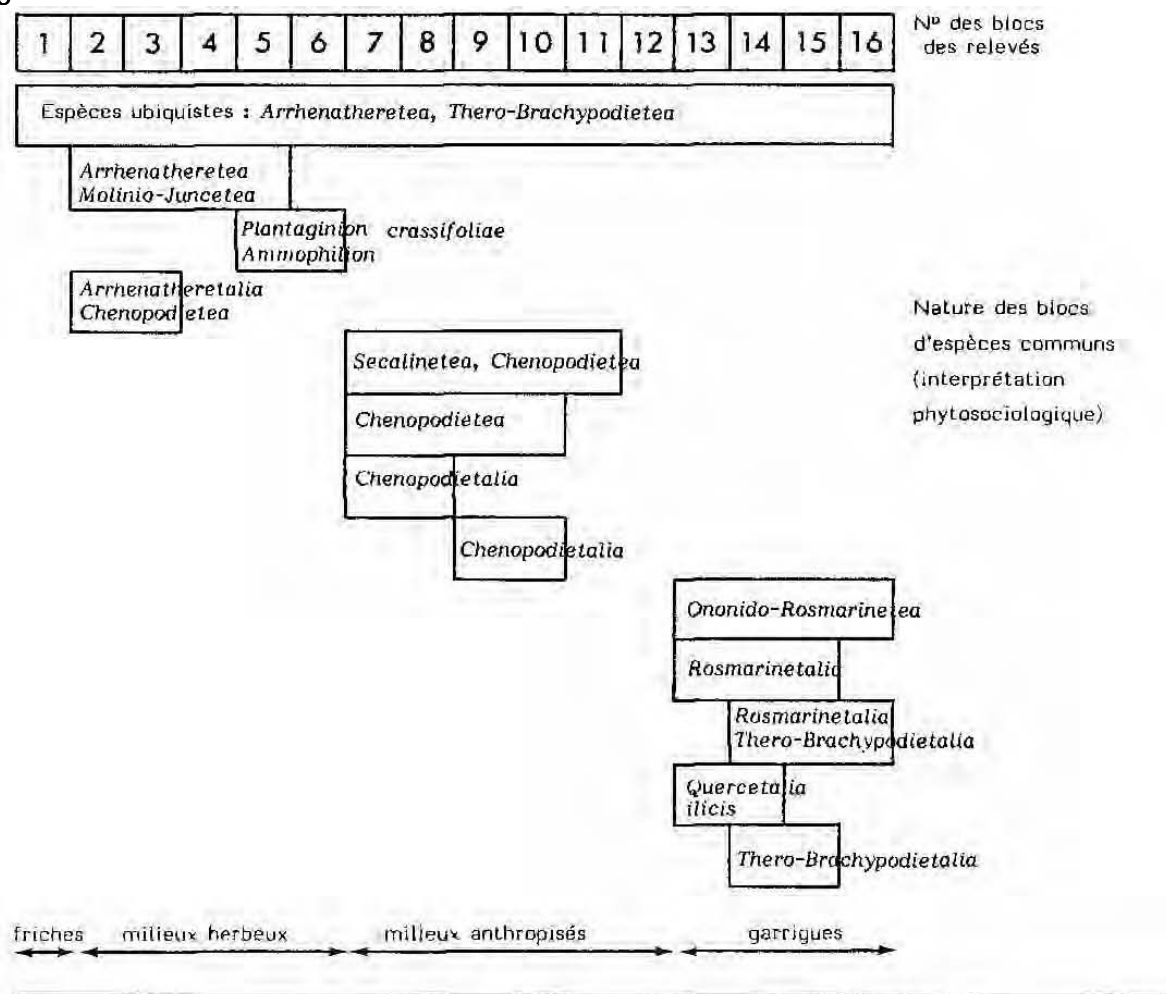 1 2 3 4 5 6 7 8 9 10 11 12 13 14 15 16
Nº des blocs
des relevés
Espèces ubiquistes : Arrhenatheretea, Thero-Brachypodietea
Arrhenatheretea
Molinio-Juncetea
Plantaginion crassifoliae
Ammophilion
Arrhenatheretalia
Chenopodietea
Nature des blocs
d'espèces communs
(interprétation
phytosociologique)
Secalinetea, Chenopodietea
Chenopodietea
Chenopodietalia
Chenopodietalia
Ononido-Rosmarinetea
Rosmarinetalia
Rosmarinetalia
Thero-Brachypodietalia
Quercetalia
ilicis
Thero-Brachypodietalia
friches milieux herbeux milieux anthropisés garrigues